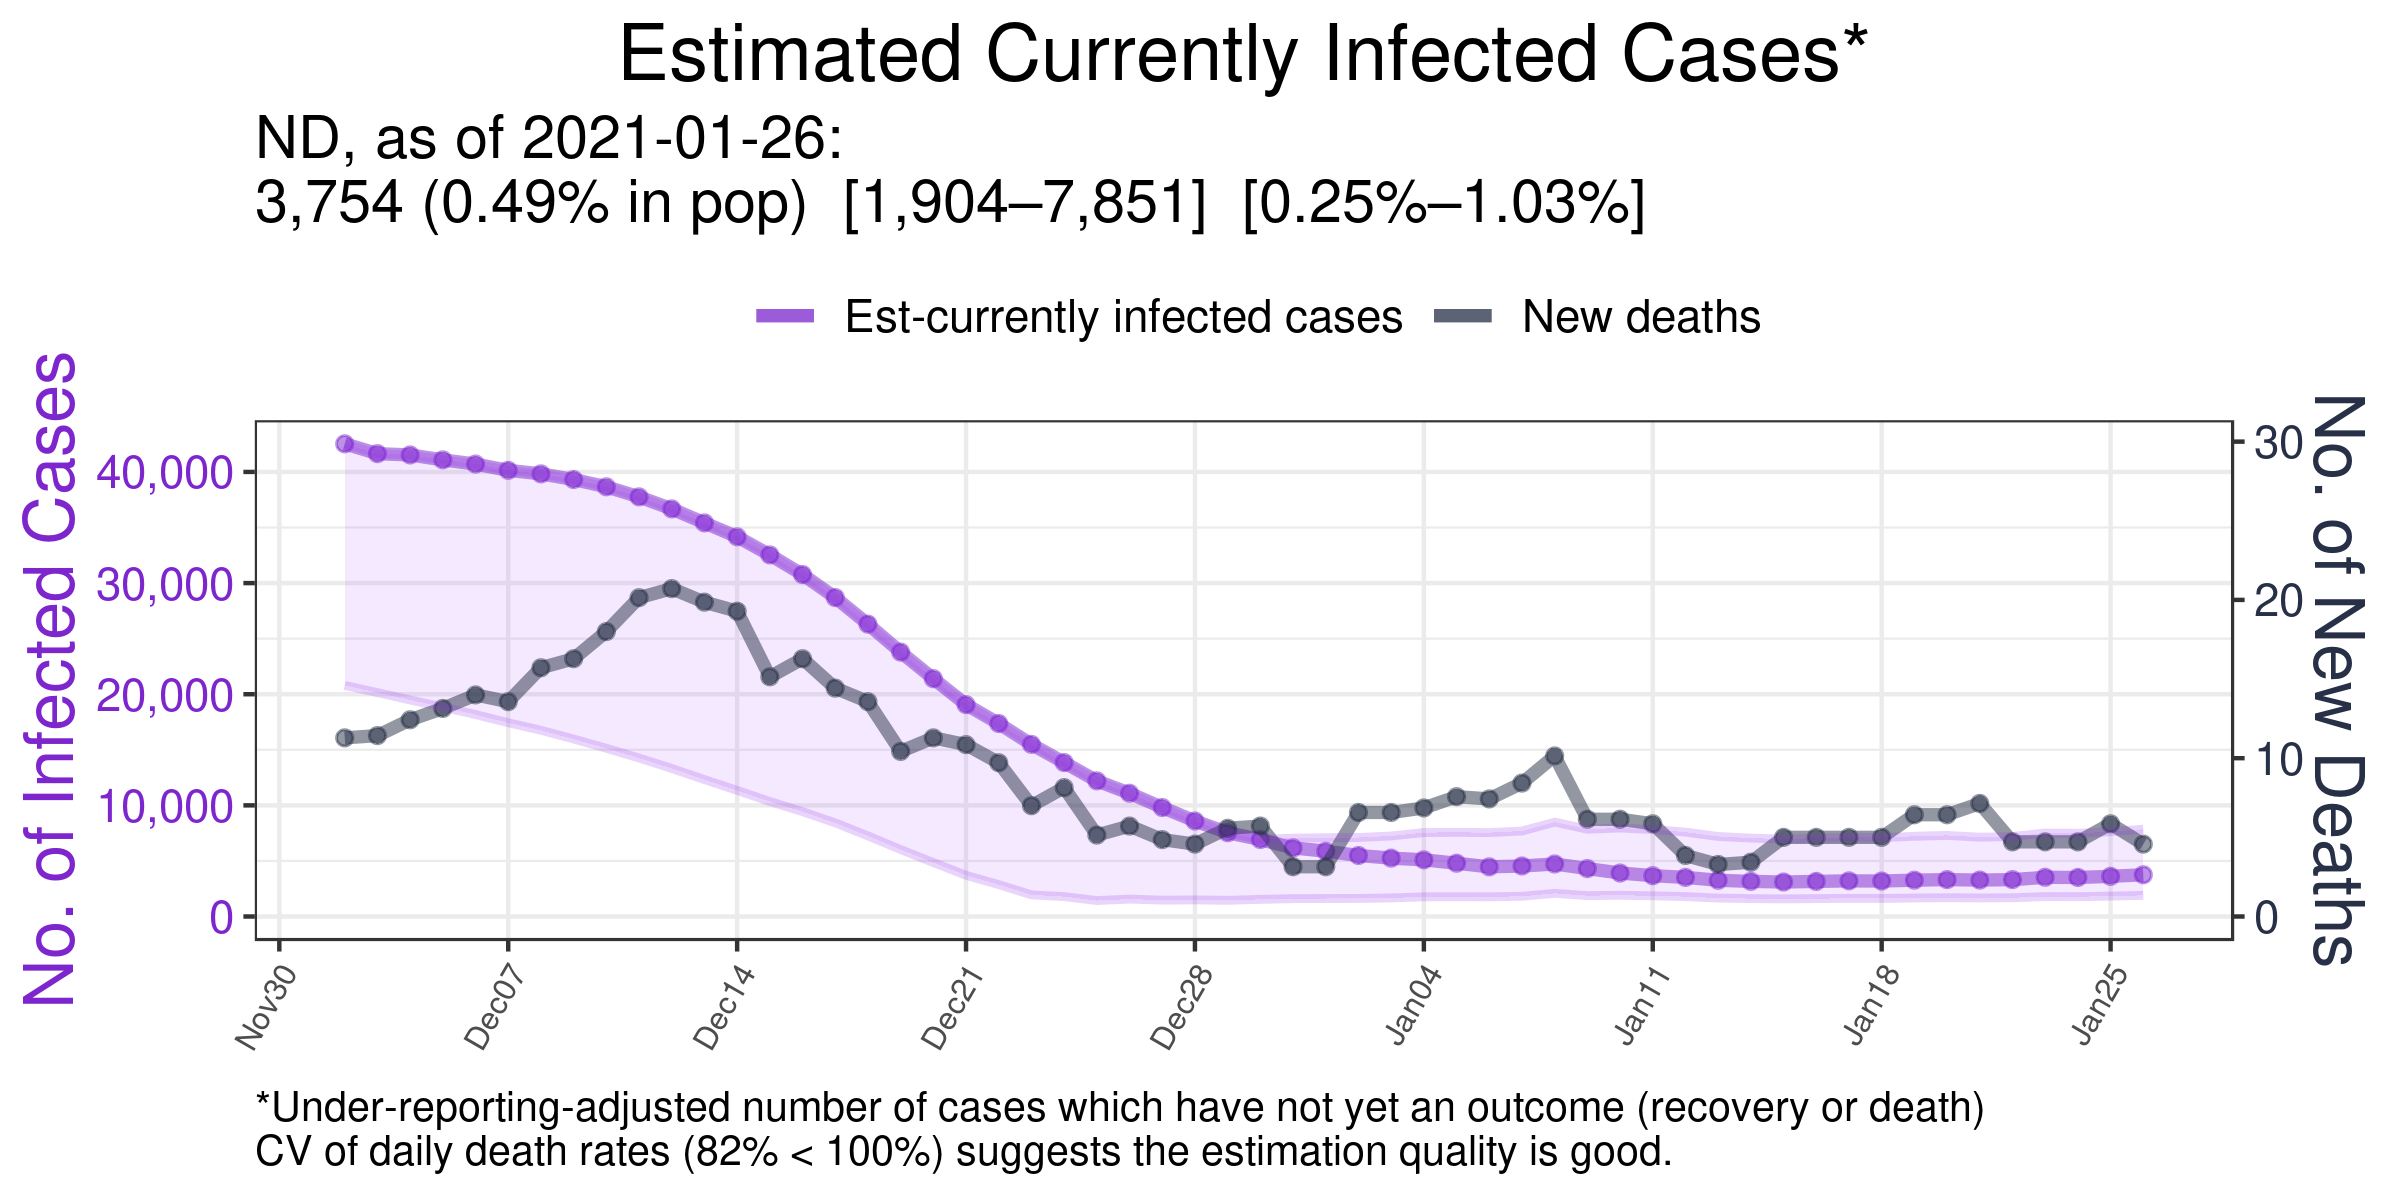 Estimated Currently Infected Cases*
ND, as of 2021-01-26:
3,754 (0.49% in pop)  [1,904–7,851]  [0.25%–1.03%]
Est-currently infected cases
New deaths
No. of Infected Cases
40,000
30,000
20,000
10,000
0
30
20
10
0
No. of New Deaths
Nov30
Dec07
Dec14
Dec21
Dec28
Jan04
Jan11
Jan18
Jan25
*Under-reporting-adjusted number of cases which have not yet an outcome (recovery or death)
CV of daily death rates (82% < 100%) suggests the estimation quality is good.